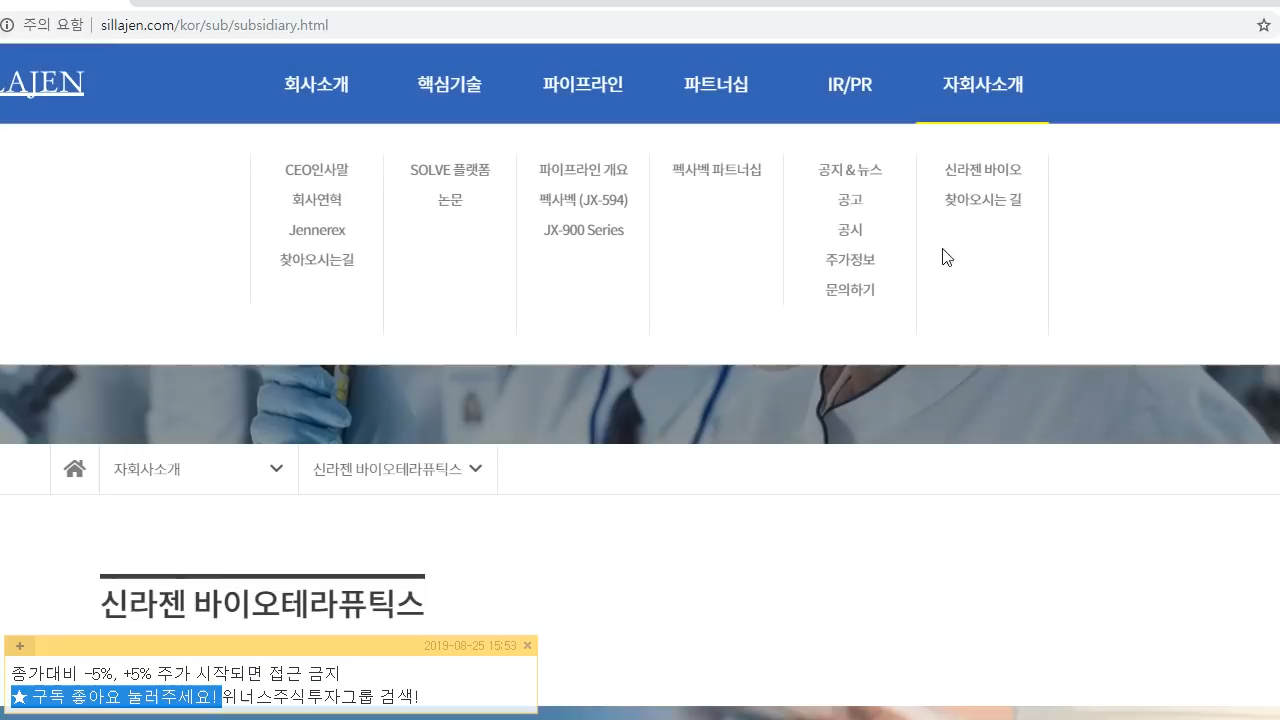 주의 요함 | sillajen.com/kor/sub/subsidiary.html
LAJEN
회사소개 핵심기술 파이프라인 파트너십 IR/PR 자회사소개
CEO인사말 SOLVE 플랫폼 파이프라인 개요 펙사벡 파트너십 공지 & 뉴스 신라젠 바이오
회사연혁 논문 펙사벡 (JX-594) 공고 찾아오시는 길
Jennerex JX-900 Series 공시
찾아오시는길 주가정보
문의하기
자회사소개 신라젠 바이오테라퓨틱스
신라젠 바이오테라퓨틱스
2019-08-25 15:53
종가대비 -5%, +5% 주가 시작되면 접근 금지
★ 구독 좋아요 눌러주세요! 위너스주식투자그룹 검색!